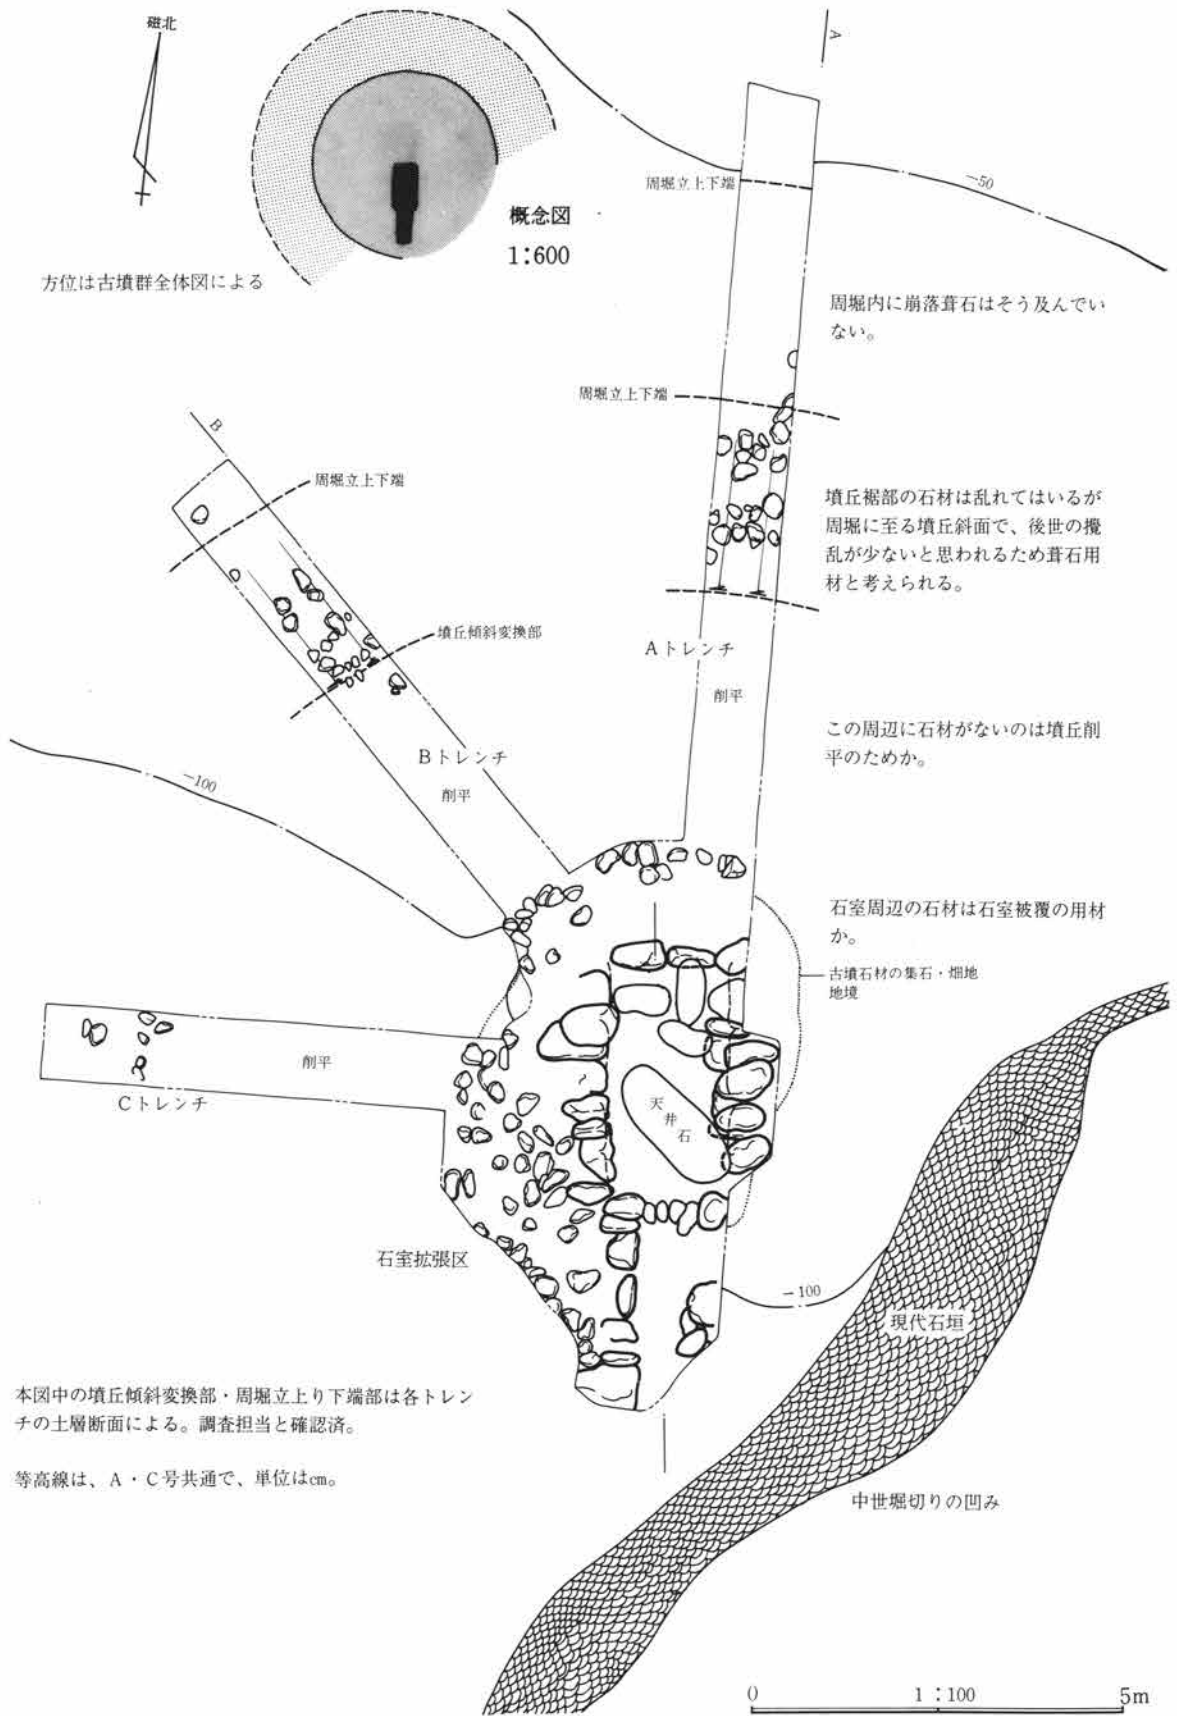 磁北
A
概念図
1:600
方位は古墳群全体図による
周堀立上下端
-50
周堀内に崩落葺石はそう及んでい
ない。
周堀立上下端
B
周堀立上下端
墳丘裾部の石材は乱れてはいるが
周堀に至る墳丘斜面で、後世の攪
乱が少ないと思われるため葺石用
材と考えられる。
墳丘傾斜変換部
Aトレンチ
削平
この周辺に石材がないのは墳丘削
平のためか。
Bトレンチ
削平
-100
石室周辺の石材は石室被覆の用材
か。
古墳石材の集石・畑地
地境
削平
Cトレンチ
天井石
石室拡張区
-100
現代石垣
本図中の墳丘傾斜変換部・周堀立上り下端部は各トレン
チの土層断面による。調査担当と確認済。
等高線は、A・C号共通で、単位はcm。
中世堀切りの凹み
0 1:100 5m